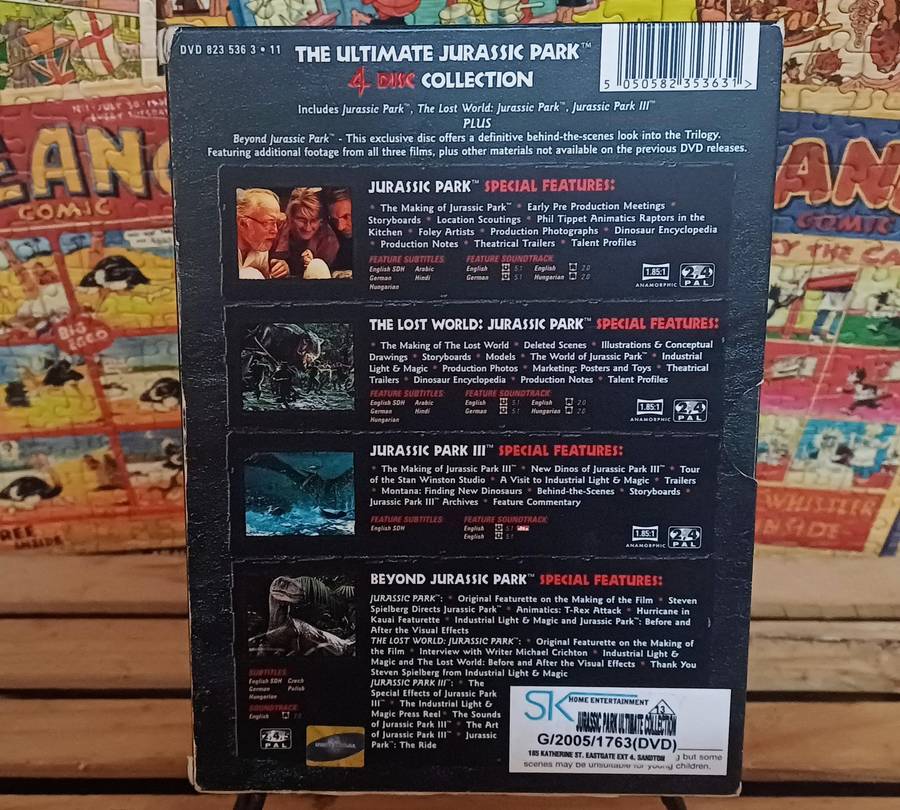 DVD 823 536 3 • 11
THE ULTIMATE JURASSIC PARK™
4 DISC COLLECTION
5 050582 353631 >
Includes Jurassic Park™, The Lost World: Jurassic Park™, Jurassic Park III™
PLUS
Beyond Jurassic Park™ - This exclusive disc offers a definitive behind-the-scenes look into the Trilogy.
Featuring additional footage from all three films, plus other materials not available on the previous DVD releases.
JURASSIC PARK™ SPECIAL FEATURES:
* The Making of Jurassic Park™ * Early Pre Production Meetings *
Storyboards * Location Scoutings * Phil Tippet Animatics Raptors in the
Kitchen * Foley Artists * Production Photographs * Dinosaur Encyclopedia
* Production Notes * Theatrical Trailers * Talent Profiles
FEATURE SUBTITLES: FEATURE SOUNDTRACK:
English SDH Arabic English 5.1 English 2.0
German Hindi German 5.1 Hungarian 2.0
Hungarian
1.85:1 2,4
ANAMORPHIC PAL
THE LOST WORLD: JURASSIC PARK™ SPECIAL FEATURES:
* The Making of The Lost World * Deleted Scenes * Illustrations & Conceptual
Drawings * Storyboards * Models * The World of Jurassic Park™ * Industrial
Light & Magic * Production Photos * Marketing: Posters and Toys * Theatrical
Trailers * Dinosaur Encyclopedia * Production Notes * Talent Profiles
FEATURE SUBTITLES: FEATURE SOUNDTRACK:
English SDH Arabic English 5.1 English 2.0
German Hindi German 5.1 Hungarian 2.0
Hungarian
1.85:1 2,4
ANAMORPHIC PAL
JURASSIC PARK III™ SPECIAL FEATURES:
* The Making of Jurassic Park III™ * New Dinos of Jurassic Park III™ * Tour
of the Stan Winston Studio * A Visit to Industrial Light & Magic * Trailers
* Montana: Finding New Dinosaurs * Behind-the-Scenes * Storyboards *
Jurassic Park III™ Archives * Feature Commentary
FEATURE SUBTITLES: FEATURE SOUNDTRACK:
English SDH English 5.1
English 5.1
1.85:1 2,4
ANAMORPHIC PAL
BEYOND JURASSIC PARK™ SPECIAL FEATURES:
JURASSIC PARK™: * Original Featurette on the Making of the Film * Steven
Spielberg Directs Jurassic Park™ * Animatics: T-Rex Attack * Hurricane in
Kauai Featurette * Industrial Light & Magic and Jurassic Park™: Before and
After the Visual Effects
THE LOST WORLD: JURASSIC PARK™: * Original Featurette on the Making of
the Film * Interview with Writer Michael Crichton * Industrial Light &
Magic and The Lost World: Before and After the Visual Effects * Thank You
Steven Spielberg from Industrial Light & Magic
JURASSIC PARK III™: * The
Special Effects of Jurassic Park
III™ * The Industrial Light &
Magic Press Reel * The Sounds
of Jurassic Park III™ * The Art
of Jurassic Park III™ * Jurassic
Park™: The Ride
SUBTITLES:
English SDH Czech
German Polish
Hungarian
SOUNDTRACK:
English 2.0
PAL
SK HOME ENTERTAINMENT
13
JURASSIC PARK ULTIMATE COLLECTION
G/2005/1763(DVD)
185 KATHERINE ST. EASTGATE EXT 4. SANDTON
but some
scenes may be unsuitable for young children.
EANO
COMIC
BIG
EGGO
FREE
INSIDE
COMIC